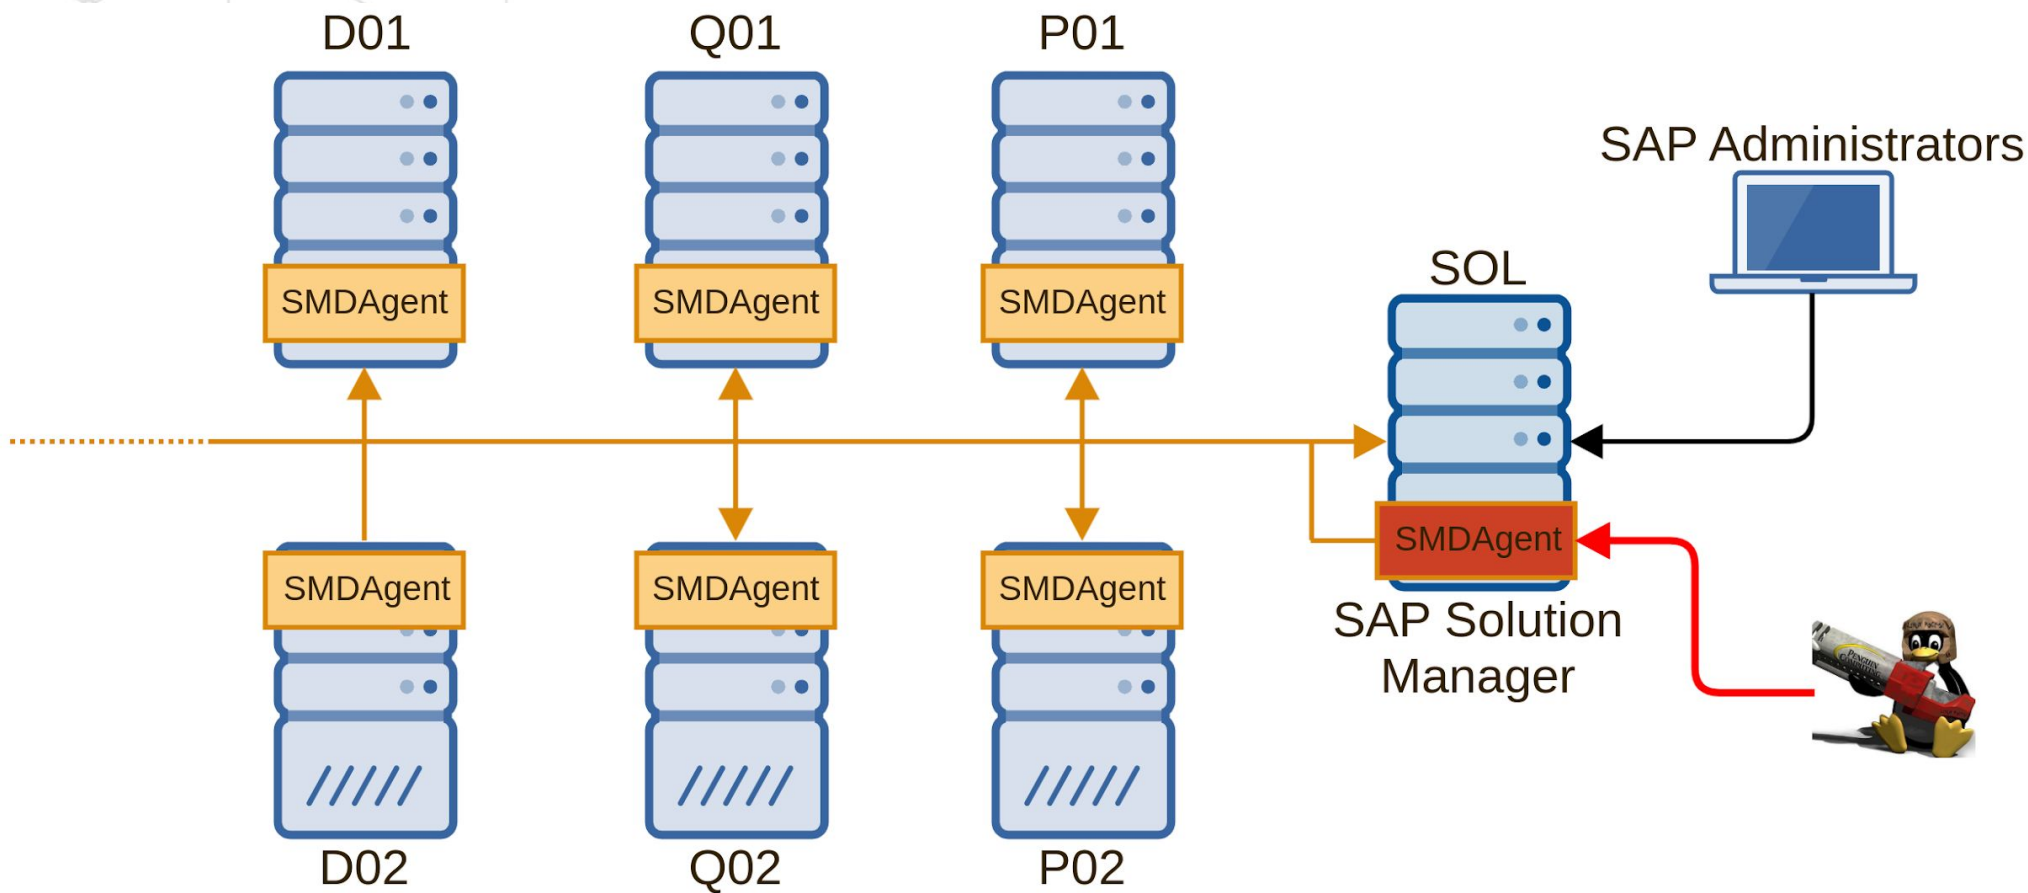 D01
Q01
P01
SAP Administrators
SMDAgent
SMDAgent
SMDAgent
SOL
SMDAgent
SMDAgent
SMDAgent
SMDAgent
SAP Solution
Manager
D02
Q02
P02